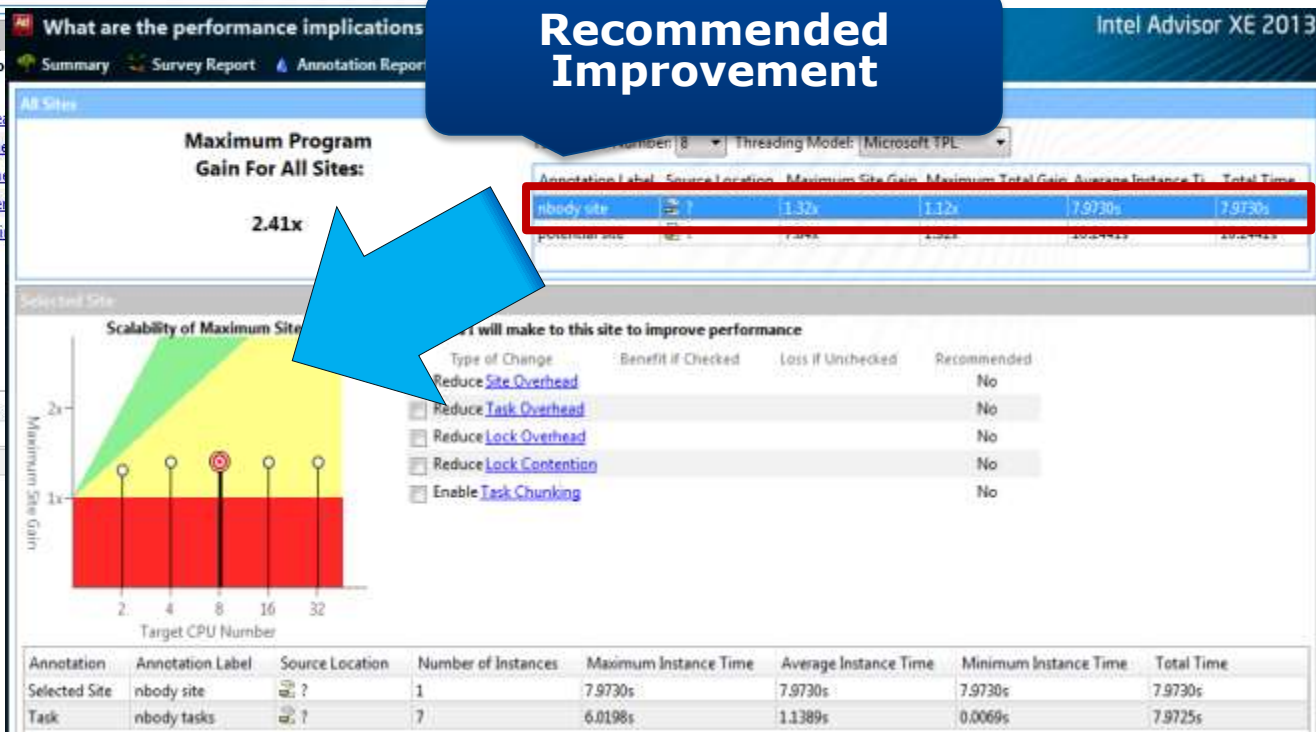 What are the performance implications
Recommended
Improvement
Intel Advisor XE 2013
Summary Survey Report Annotation Report
All Sites
Maximum Program
Gain For All Sites:
2.41x
8 Threading Model: Microsoft TPL
Annotation Label Source Location Maximum Site Gain Maximum Total Gain Average Instance Ti Total Time
nbody site ? 1.32x 1.12x 7.9730s 7.9730s
potential site
Selected Site
Scalability of Maximum Site
I will make to this site to improve performance
Type of Change Benefit if Checked Loss if Unchecked Recommended
Reduce Site Overhead No
Reduce Task Overhead No
Reduce Lock Overhead No
Reduce Lock Contention No
Enable Task Chunking No
Maximum Site Gain
2x
1x
2 4 8 16 32
Target CPU Number
Annotation Annotation Label Source Location Number of Instances Maximum Instance Time Average Instance Time Minimum Instance Time Total Time
Selected Site nbody site ? 1 7.9730s 7.9730s 7.9730s 7.9730s
Task nbody tasks ? 7 6.0198s 1.1389s 0.0069s 7.9725s